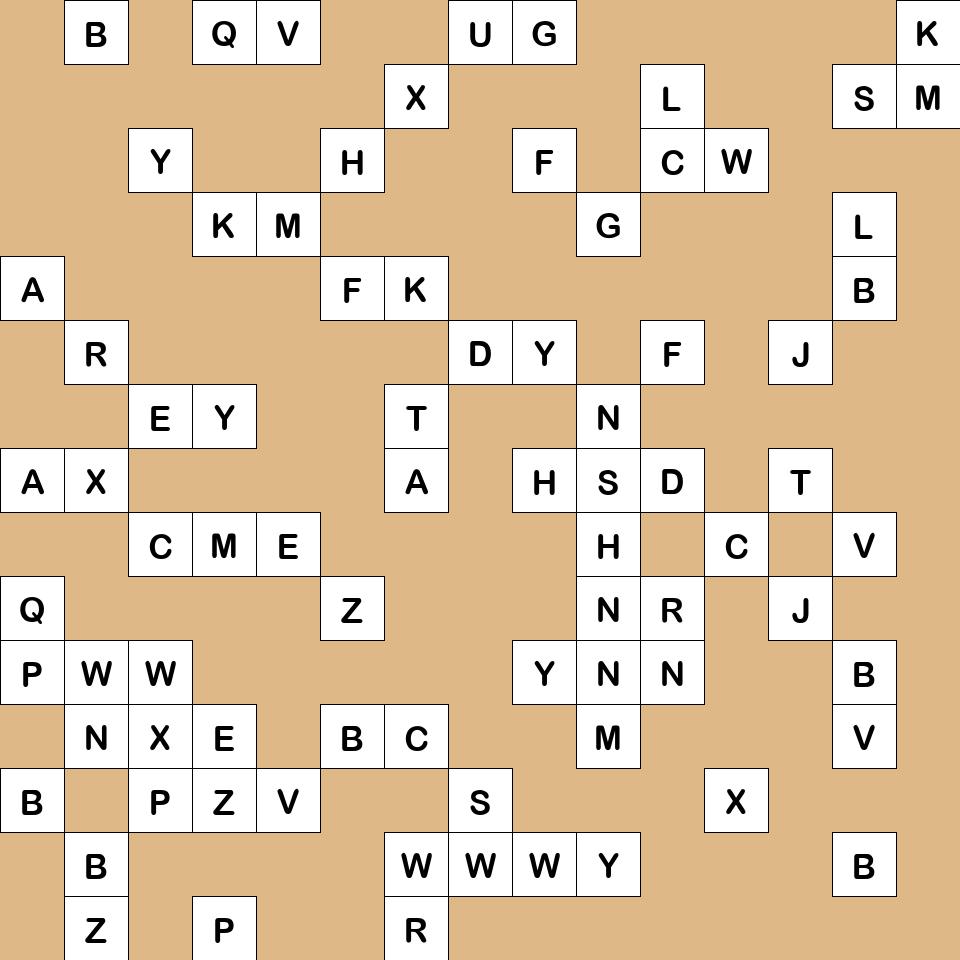 B QV UG K
X L SM
Y H F CW
KM G L
A FK B
R DY F J
EY T N
AX A HSD T
CME H C V
Q Z NR J
PWW YNN B
NXE BC M V
B PZV S X
B WWWY B
Z P R